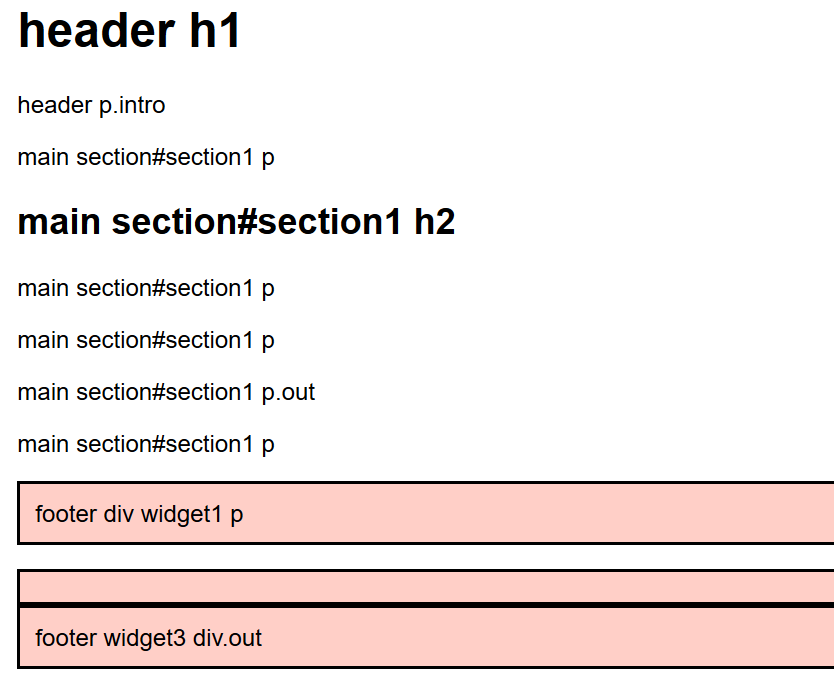 header h1
header p.intro
main section#section1 p
main section#section1 h2
main section#section1 p
main section#section1 p
main section#section1 p.out
main section#section1 p
footer div widget1 p
footer widget3 div.out